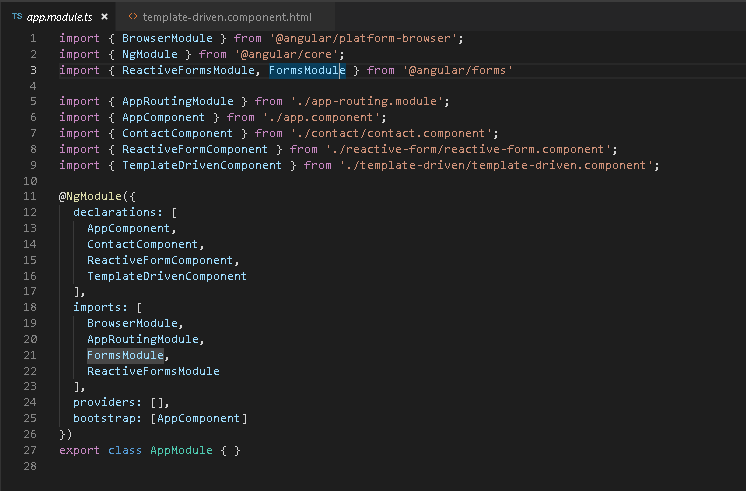 TS app.module.ts × <> template-driven.component.html
1 import { BrowserModule } from '@angular/platform-browser';
2 import { NgModule } from '@angular/core';
3 import { ReactiveFormsModule, FormsModule } from '@angular/forms'
4
5 import { AppRoutingModule } from './app-routing.module';
6 import { AppComponent } from './app.component';
7 import { ContactComponent } from './contact/contact.component';
8 import { ReactiveFormComponent } from './reactive-form/reactive-form.component';
9 import { TemplateDrivenComponent } from './template-driven/template-driven.component';
10
11 @NgModule({
12   declarations: [
13     AppComponent,
14     ContactComponent,
15     ReactiveFormComponent,
16     TemplateDrivenComponent
17   ],
18   imports: [
19     BrowserModule,
20     AppRoutingModule,
21     FormsModule,
22     ReactiveFormsModule
23   ],
24   providers: [],
25   bootstrap: [AppComponent]
26 })
27 export class AppModule { }
28